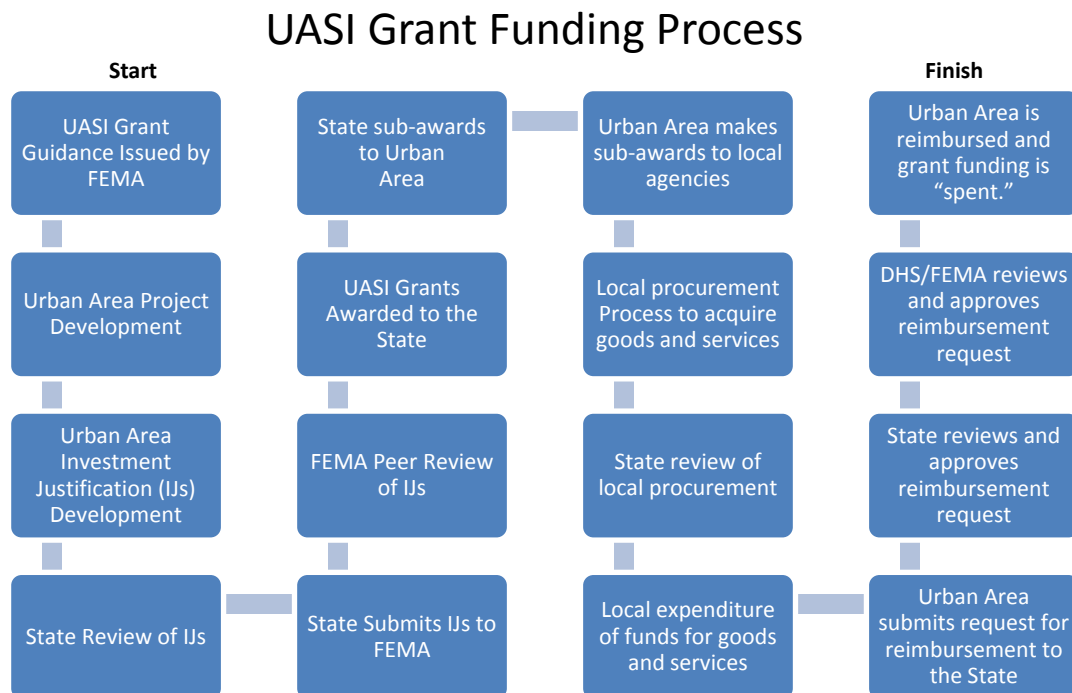 UASI Grant Funding Process
Start
Finish
UASI Grant
Guidance Issued by
FEMA
Urban Area Project
Development
Urban Area
Investment
Justification (IJs)
Development
State Review of IJs
State Submits IJs to
FEMA
FEMA Peer Review
of IJs
UASI Grants
Awarded to the
State
State sub-awards
to Urban
Area
Urban Area makes
sub-awards to local
agencies
Local procurement
Process to acquire
goods and services
State review of
local procurement
Local expenditure
of funds for goods
and services
Urban Area
submits request for
reimbursement to
the State
State reviews and
approves
reimbursement
request
DHS/FEMA reviews
and approves
reimbursement
request
Urban Area is
reimbursed and
grant funding is
“spent.”